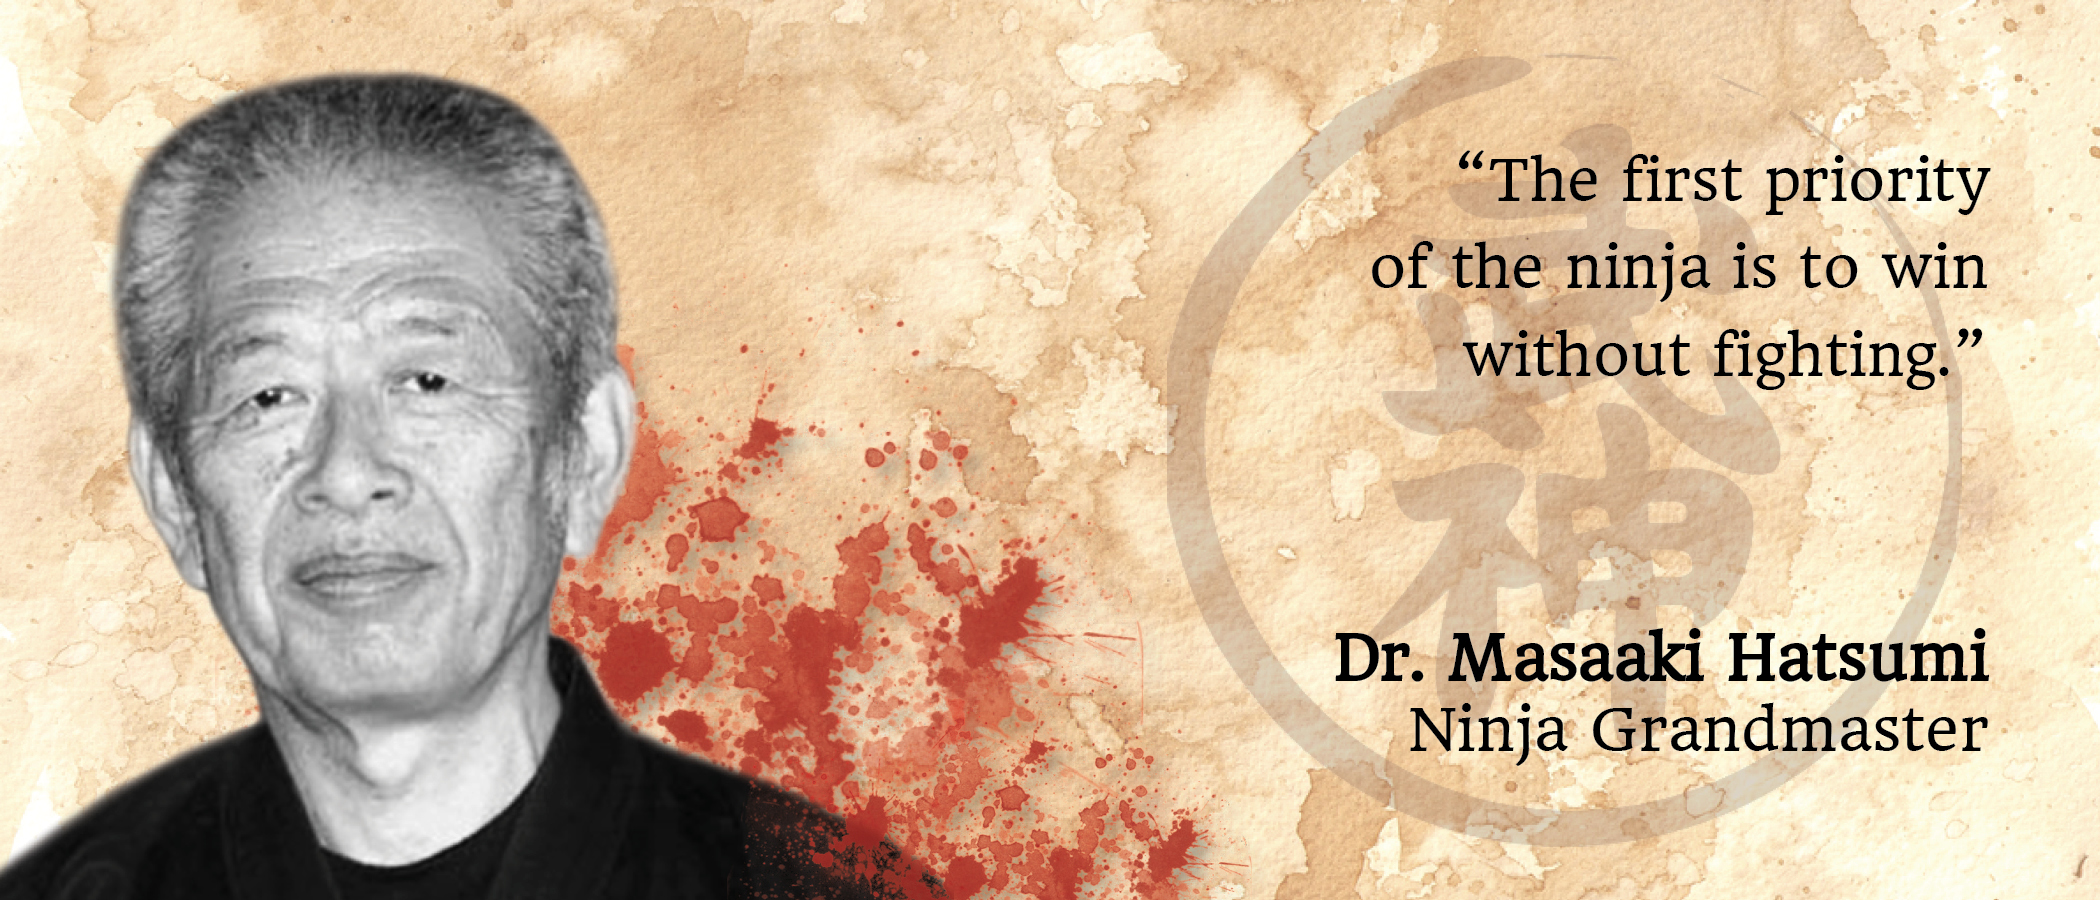 “The first priority
of the ninja is to win
without fighting.”
武
神
Dr. Masaaki Hatsumi
Ninja Grandmaster